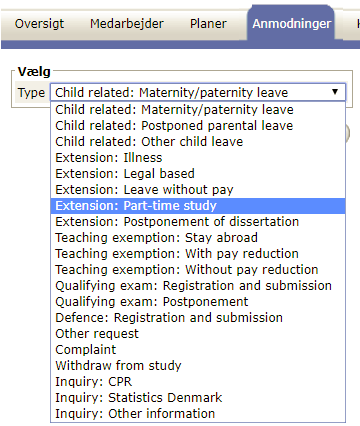 Oversigt Medarbejder Planer Anmodninger
Vælg
Type Child related: Maternity/paternity leave
Child related: Maternity/paternity leave
Child related: Postponed parental leave
Child related: Other child leave
Extension: Illness
Extension: Legal based
Extension: Leave without pay
Extension: Part-time study
Extension: Postponement of dissertation
Teaching exemption: Stay abroad
Teaching exemption: With pay reduction
Teaching exemption: Without pay reduction
Qualifying exam: Registration and submission
Qualifying exam: Postponement
Defence: Registration and submission
Other request
Complaint
Withdraw from study
Inquiry: CPR
Inquiry: Statistics Denmark
Inquiry: Other information